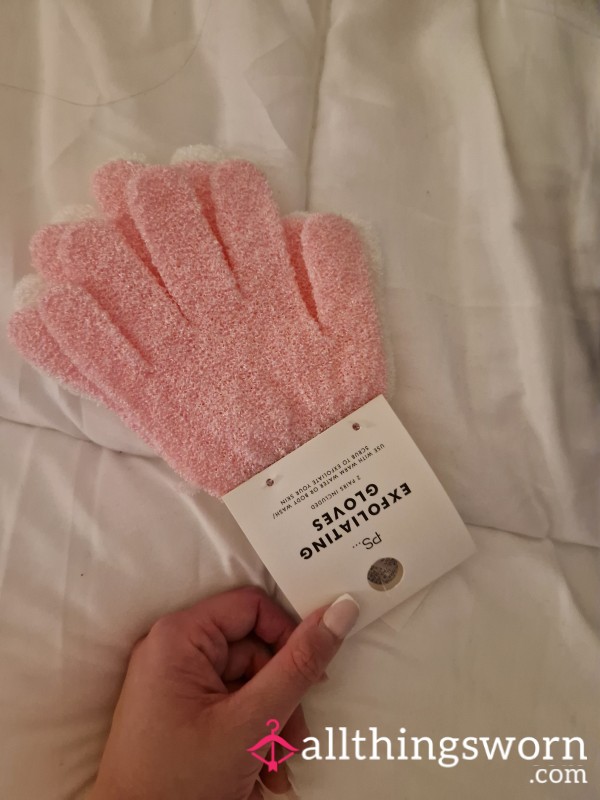 PS...
EXFOLIATING
GLOVES
2 PAIRS INCLUDED
USE WITH WARM WATER OR BODY WASH/
SCRUB TO EXFOLIATE YOUR SKIN
allthingsworn
.com